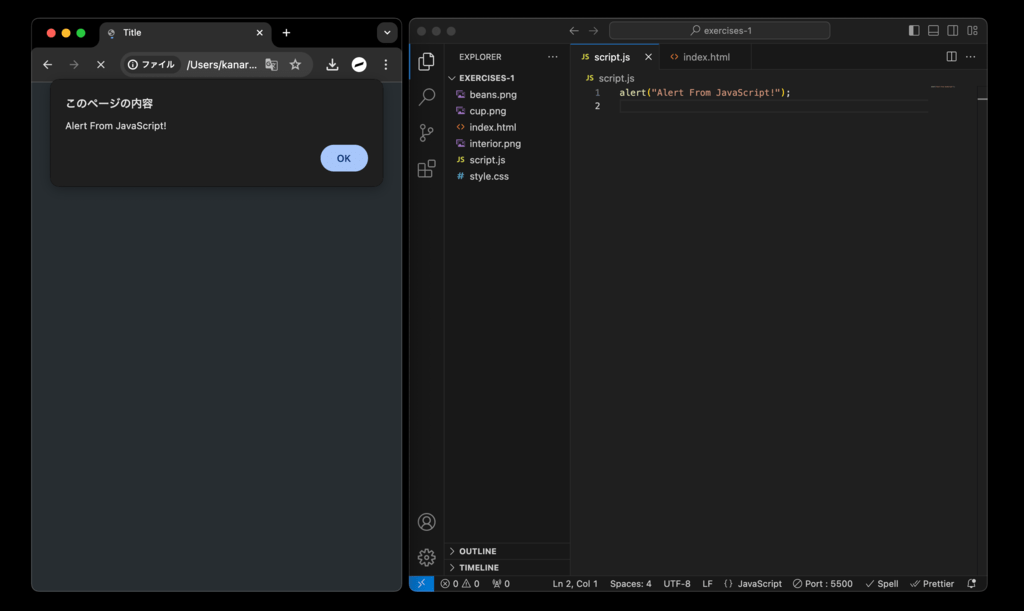 Title
ファイル
/Users/kanar...
このページの内容
Alert From JavaScript!
OK
exercises-1
EXPLORER
EXERCISES-1
beans.png
cup.png
index.html
interior.png
JS script.js
# style.css
OUTLINE
TIMELINE
JS script.js
index.html
JS script.js
1 alert("Alert From JavaScript!");
2
0 0 0
Ln 2, Col 1 Spaces: 4 UTF-8 LF {} JavaScript Port : 5500 Spell Prettier